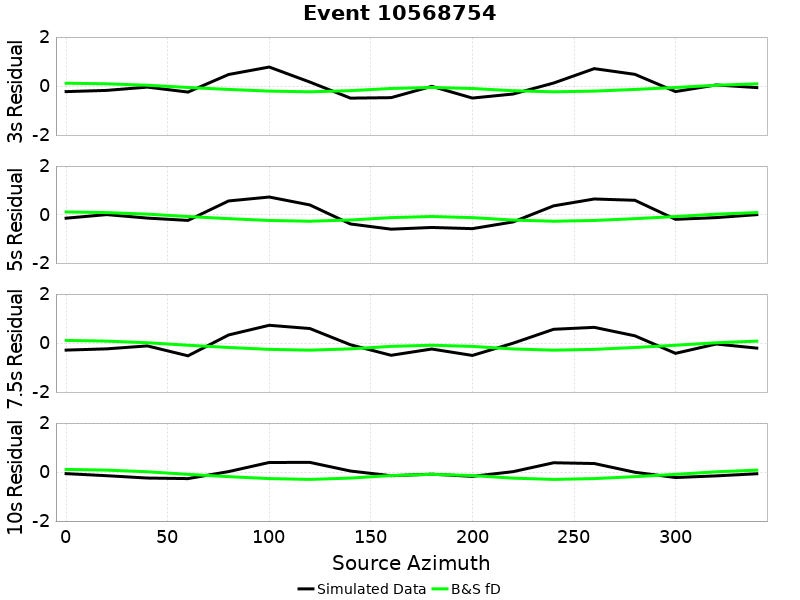 Event 10568754
3s Residual
2
0
-2
5s Residual
2
0
-2
7.5s Residual
2
0
-2
10s Residual
2
0
-2
0 50 100 150 200 250 300
Source Azimuth
Simulated Data B&S fD